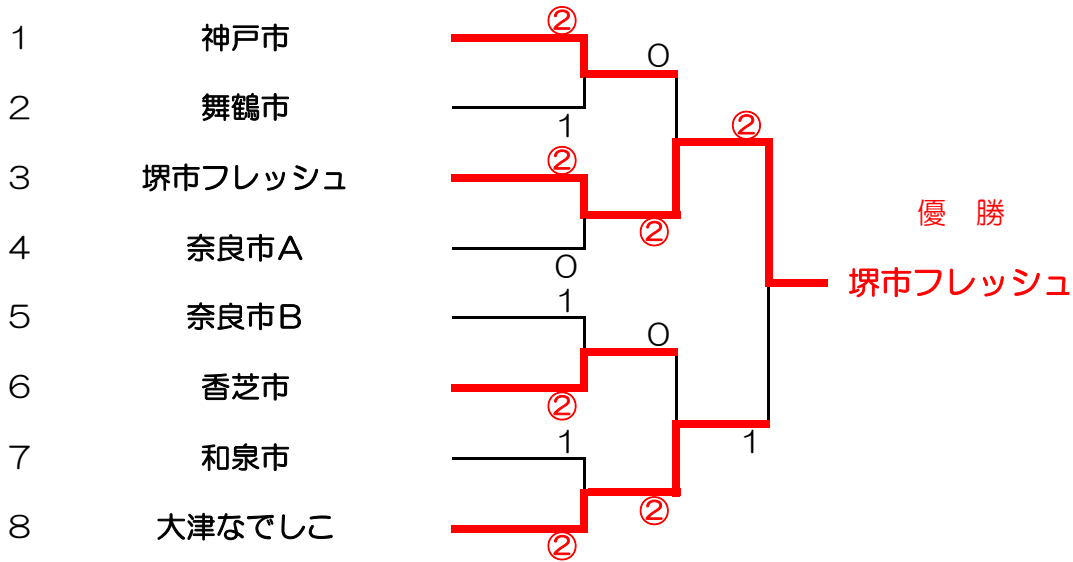 ②
1 神戸市
0
2 舞鶴市
1
②
②
3 堺市フレッシュ
優 勝
②
4 奈良市A
0
堺市フレッシュ
1
5 奈良市B
0
6 香芝市
②
1
1
7 和泉市
②
8 大津なでしこ
②